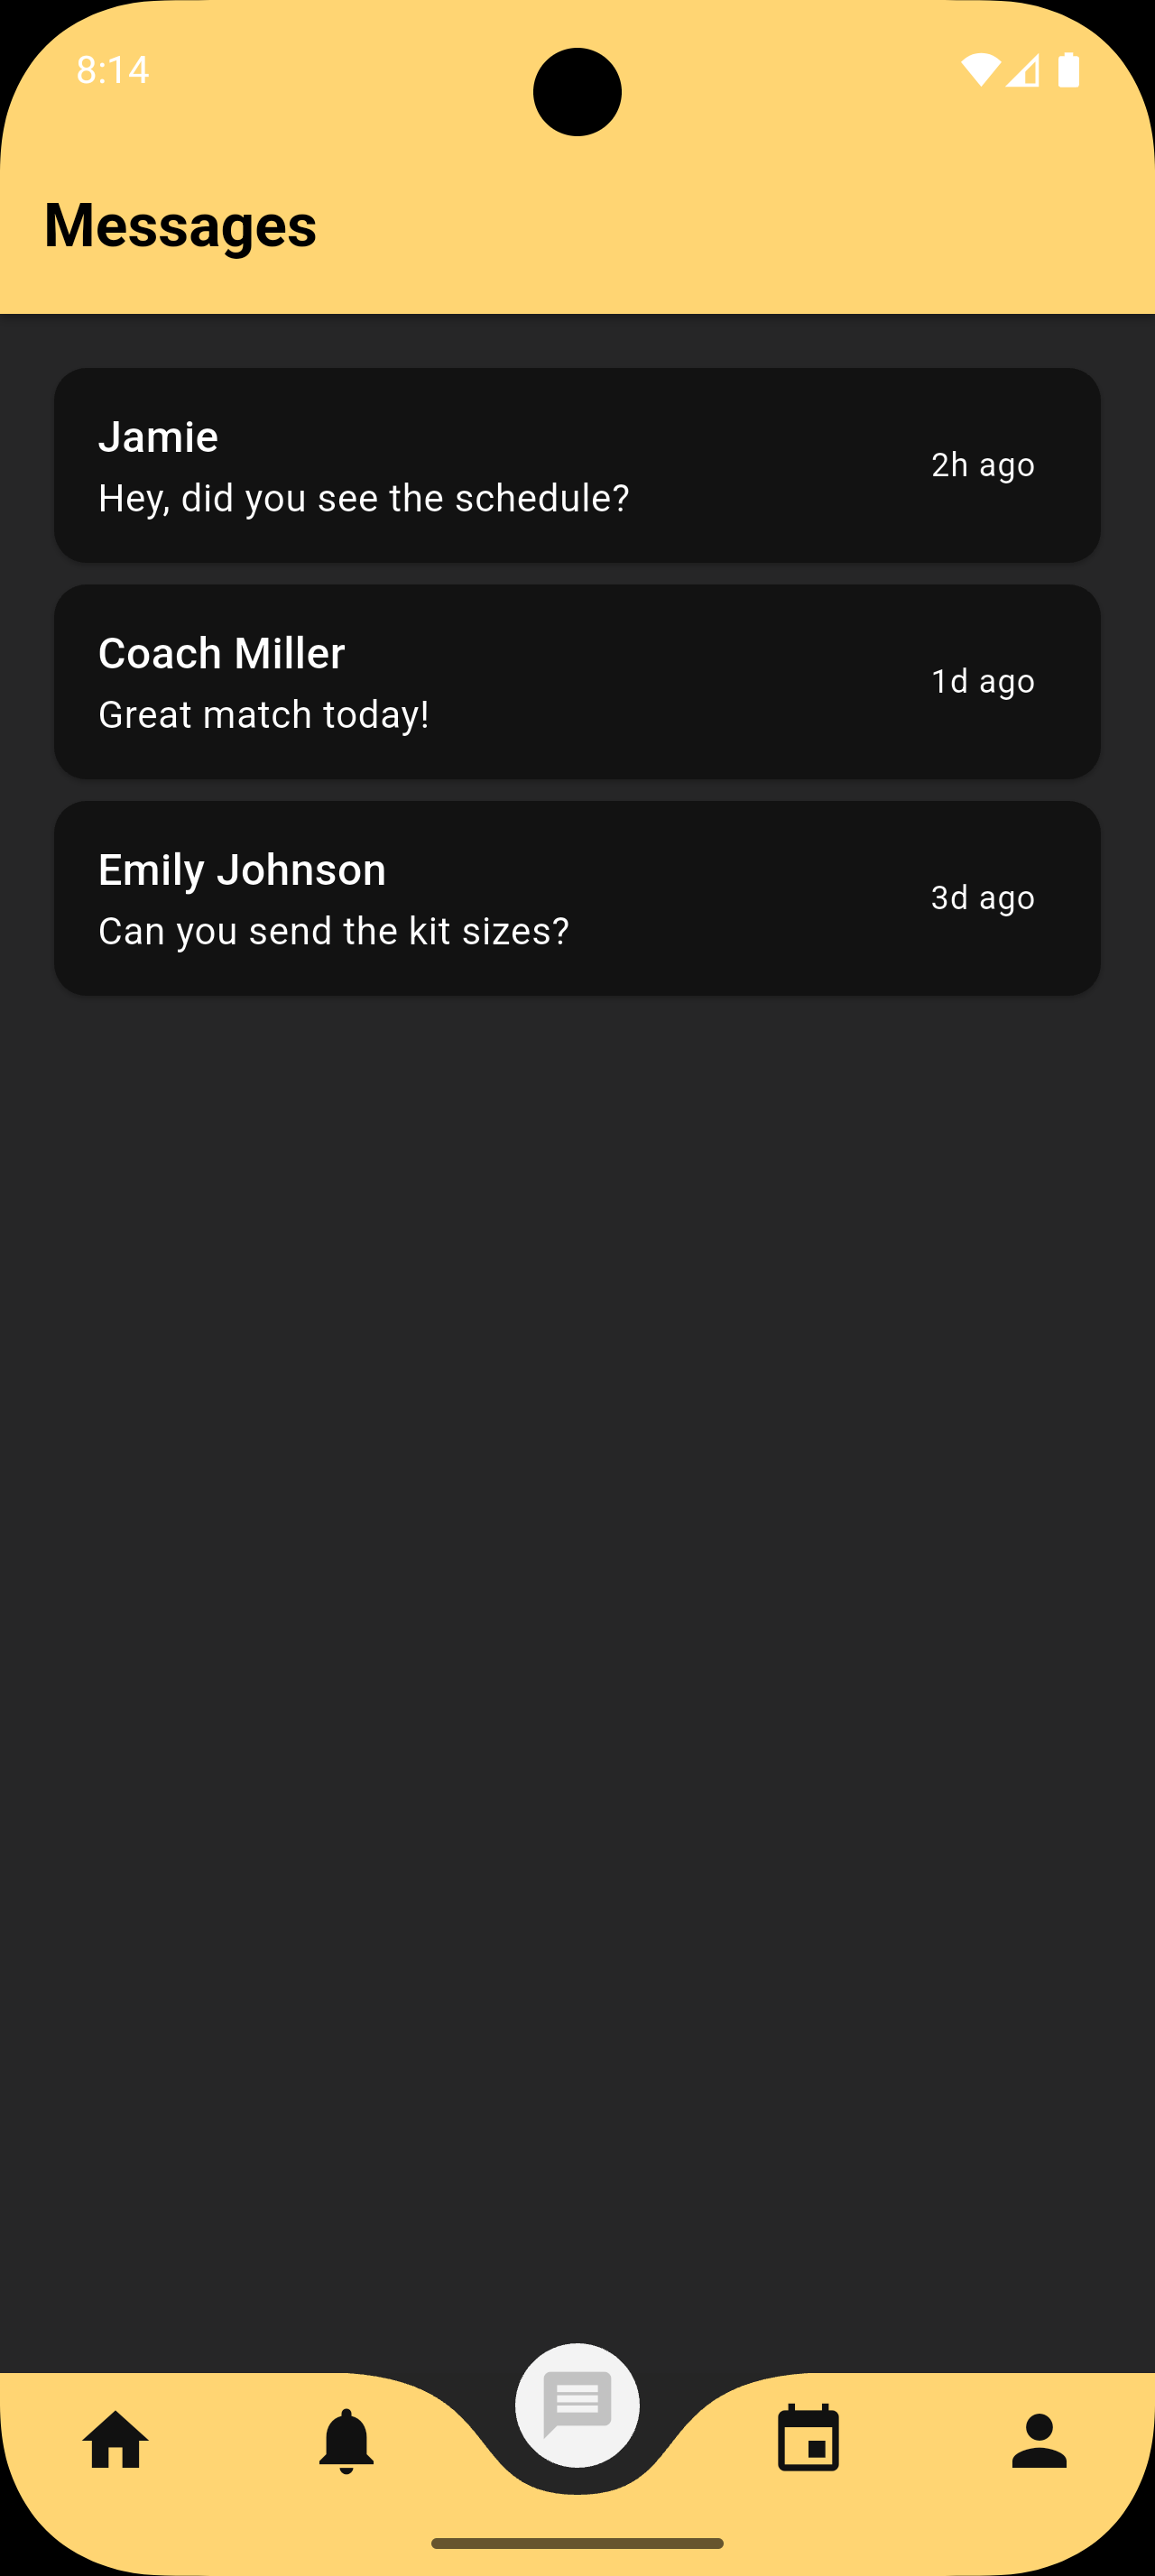 8:14
Messages
Jamie
Hey, did you see the schedule?
2h ago
Coach Miller
Great match today!
1d ago
Emily Johnson
Can you send the kit sizes?
3d ago